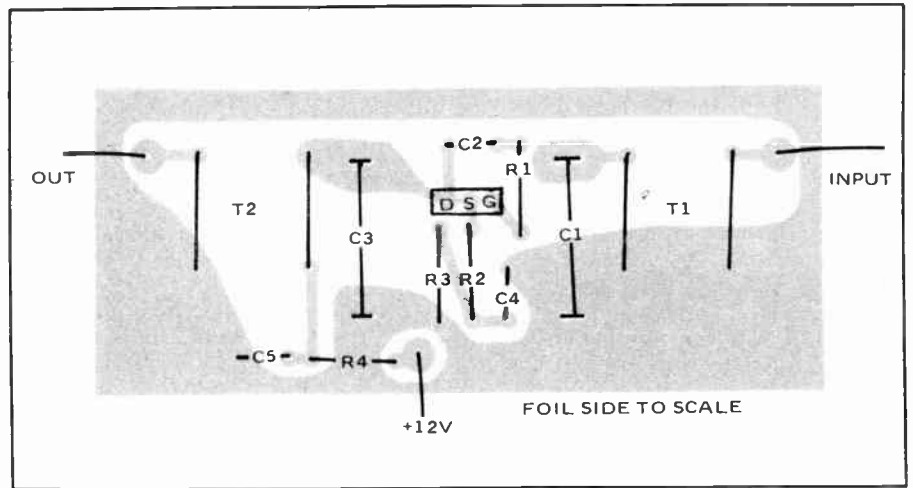 C2
R1
OUT
INPUT
D S G
T2
T1
C3
C1
R3
R2
C4
C5
R4
FOIL SIDE TO SCALE
+12V